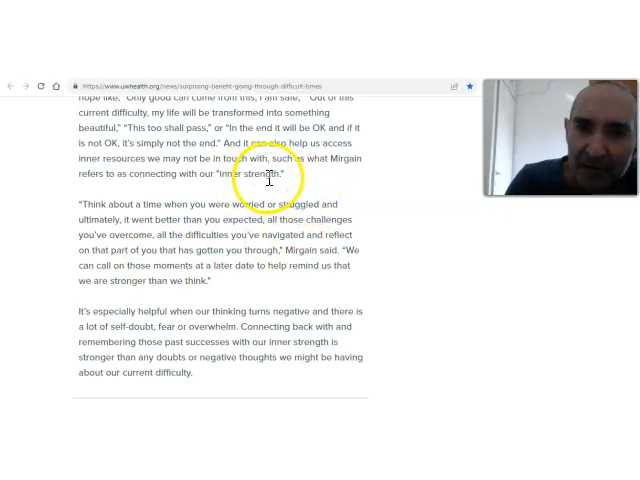 https://www.uwhealth.org/news/surprising-benefit-going-through-difficult-times
hope like, "Only good can come from this, I am safe," "Out of this
current difficulty, my life will be transformed into something
beautiful," "This too shall pass," or "In the end it will be OK and if it
is not OK, it's simply not the end." And it can also help us access
inner resources we may not be in touch with, such as what Mirgain
refers to as connecting with our "inner strength."
"Think about a time when you were worried or struggled and
ultimately, it went better than you expected, all those challenges
you've overcome, all the difficulties you've navigated and reflect
on that part of you that has gotten you through," Mirgain said. "We
can call on those moments at a later date to help remind us that
we are stronger than we think."
It's especially helpful when our thinking turns negative and there is
a lot of self-doubt, fear or overwhelm. Connecting back with and
remembering those past successes with our inner strength is
stronger than any doubts or negative thoughts we might be having
about our current difficulty.